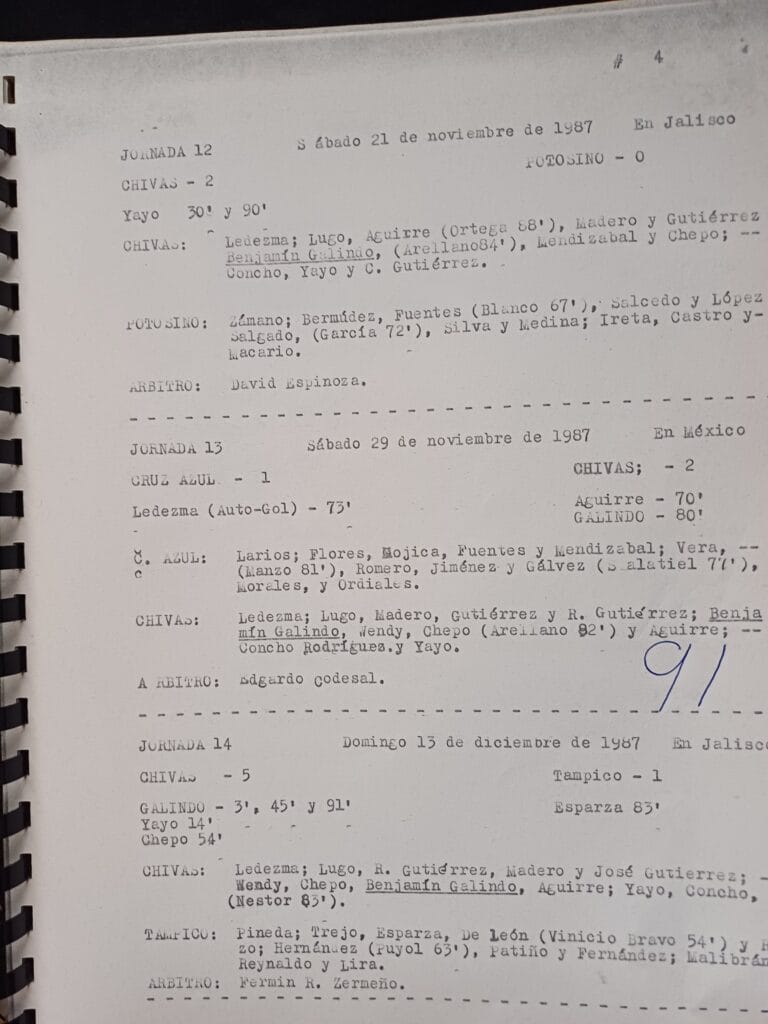 # 4
JORNADA 12 Sábado 21 de noviembre de 1987 En Jalisco
CHIVAS - 2 POTOSINO - 0
Yayo 30' y 90'
CHIVAS: Ledezma; Lugo, Aguirre (Ortega 88'), Madero y Gutiérrez
Benjamín Galindo, (Arellano84'), Mendizabal y Chepo; --
Concho, Yayo y C. Gutiérrez.
POTOSINO: Zámano; Bermúdez, Fuentes (Blanco 67'), Salcedo y López
Salgado, (García 72'), Silva y Medina; Ireta, Castro y-
Macario.
ARBITRO: David Espinoza.
JORNADA 13 Sábado 29 de noviembre de 1987 En México
CRUZ AZUL - 1 CHIVAS; - 2
Ledezma (Auto-Gol) - 73' Aguirre - 70'
GALINDO - 80'
C. AZUL: Larios; Flores, Mojica, Fuentes y Mendizabal; Vera, --
(Manzo 81'), Romero, Jiménez y Gálvez (S alatiel 77'),
Morales, y Ordiales.
CHIVAS: Ledezma; Lugo, Madero, Gutiérrez y R. Gutiérrez; Benja
mín Galindo, Wendy, Chepo (Arellano 82') y Aguirre; --
Concho Rodríguez.y Yayo.
A RBITRO: Edgardo Codesal.
91
JORNADA 14 Domingo 13 de diciembre de 1987 En Jalisco
CHIVAS - 5 Tampico - 1
GALINDO - 3', 45' y 91' Esparza 83'
Yayo 14'
Chepo 54'
CHIVAS: Ledezma; Lugo, R. Gutiérrez, Madero y José Gutierrez; -
Wendy, Chepo, Benjamín Galindo, Aguirre; Yayo, Concho,
(Nestor 83').
TAMPICO: Pineda; Trejo, Esparza, De León (Vinicio Bravo 54') y
zo; Hernández (Puyol 63'), Patiño y Fernández; Malibrán
Reynaldo y Lira.
ARBITRO: Fermin R. Zermeño.